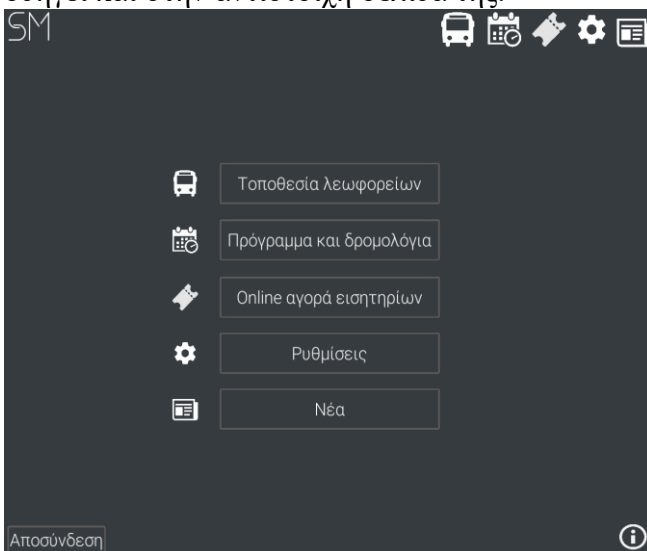 SM
Τοποθεσία λεωφορείων
Πρόγραμμα και δρομολόγια
Online αγορά εισητηρίων
Ρυθμίσεις
Νέα
Αποσύνδεση